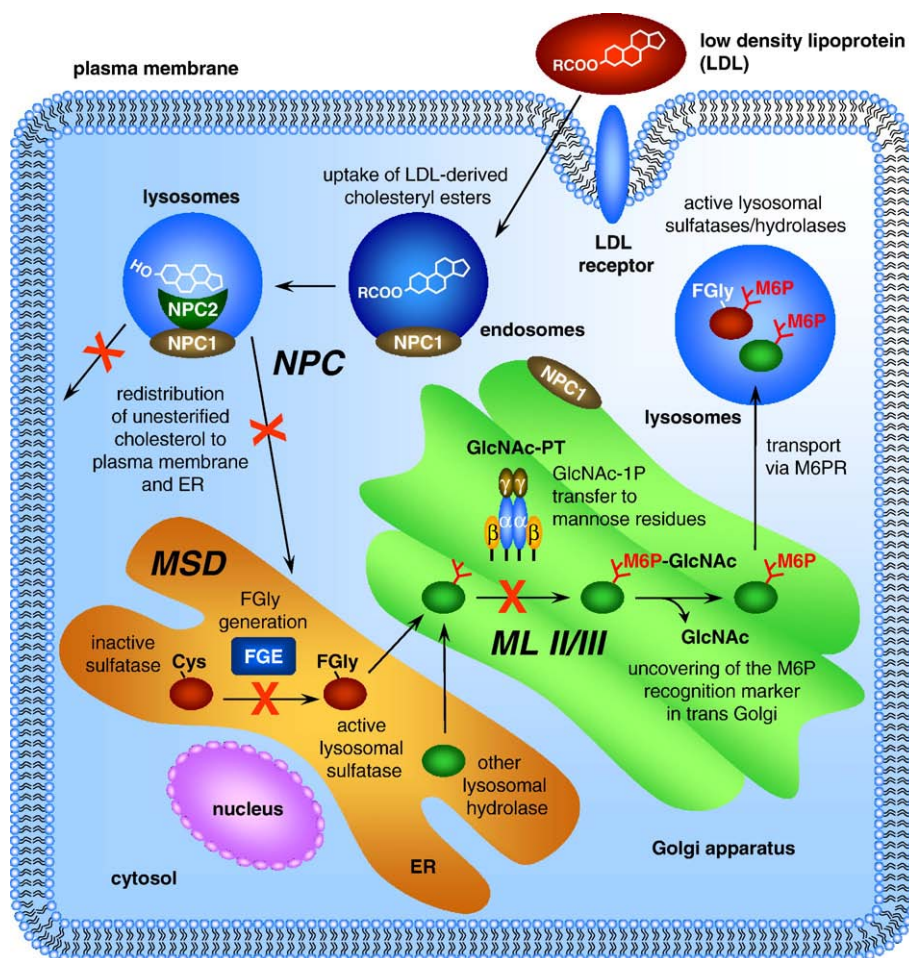 low density lipoprotein
(LDL)
RCOO
plasma membrane
uptake of LDL-derived
cholesteryl esters
lysosomes
active lysosomal
sulfatases/hydrolases
LDL
receptor
HO
NPC2
NPC1
RCOO
NPC1
endosomes
FGly
M6P
M6P
lysosomes
NPC
X
redistribution
of unesterified
cholesterol to
plasma membrane
and ER
X
NPC1
GlcNAc-PT
GlcNAc-1P
transfer to
mannose residues
γ γ
β α α β
transport
via M6PR
MSD
FGly
generation
inactive
sulfatase
Cys
FGE
FGly
X
active
lysosomal
sulfatase
X
M6P-GlcNAc
M6P
ML II/III
GlcNAc
uncovering of the M6P
recognition marker
in trans Golgi
other
lysosomal
hydrolase
nucleus
cytosol
ER
Golgi apparatus